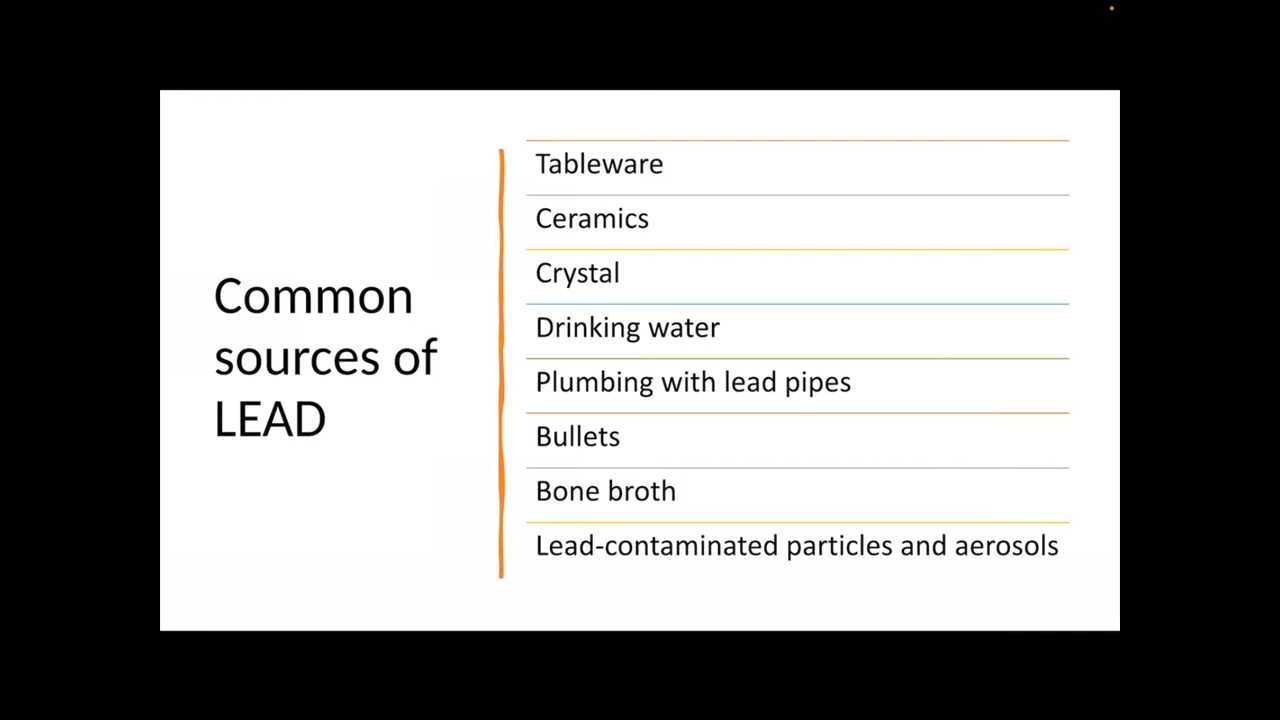 Common
sources of
LEAD
Tableware
Ceramics
Crystal
Drinking water
Plumbing with lead pipes
Bullets
Bone broth
Lead-contaminated particles and aerosols